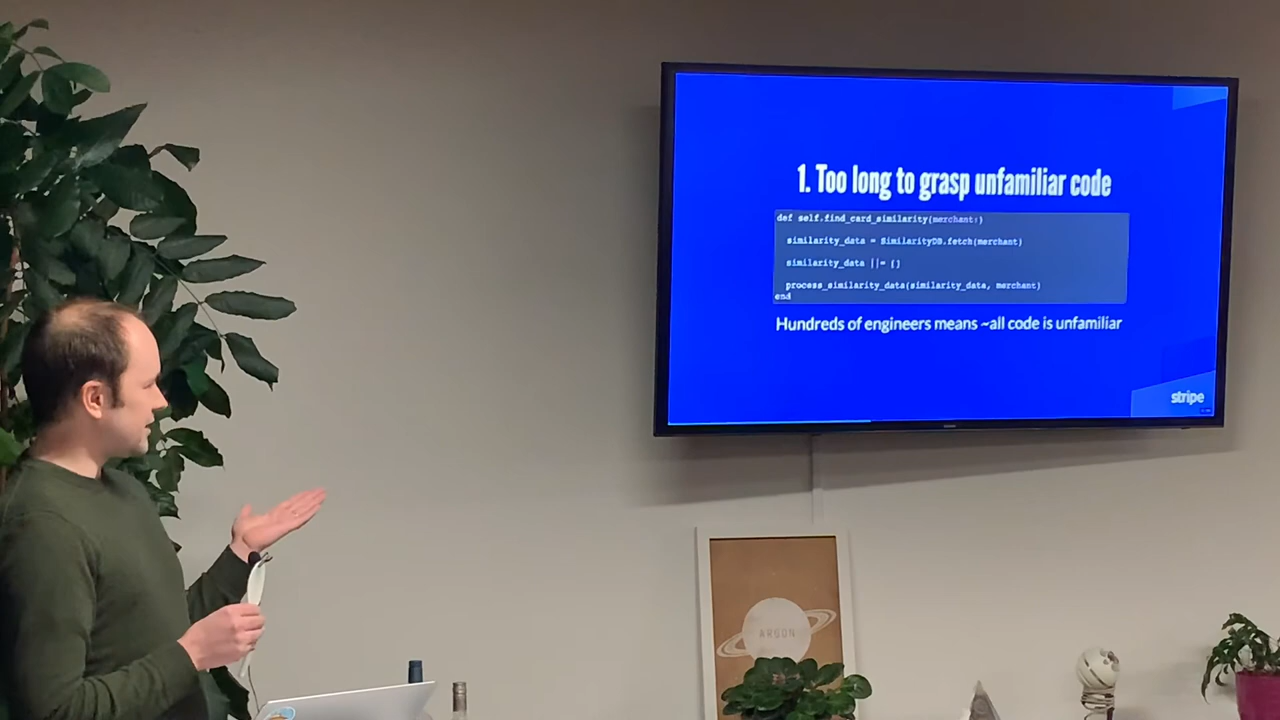 1. Too long to grasp unfamiliar code
def self.find_card_similarity(merchant:)
similarity_data = SimilarityDB.fetch(merchant)
similarity_data ||= {}
process_similarity_data(similarity_data, merchant)
end
Hundreds of engineers means ~all code is unfamiliar
stripe
ARGON